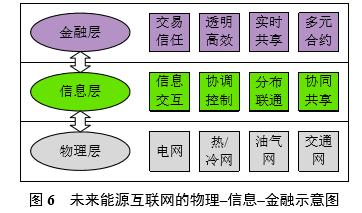 金融层
交易
信任
透明
高效
实时
共享
多元
合约
信息层
信息
交互
协调
控制
分布
联通
协同
共享
物理层
电网
热/
冷网
油气
网
交通
网
图 6 未来能源互联网的物理–信息–金融示意图